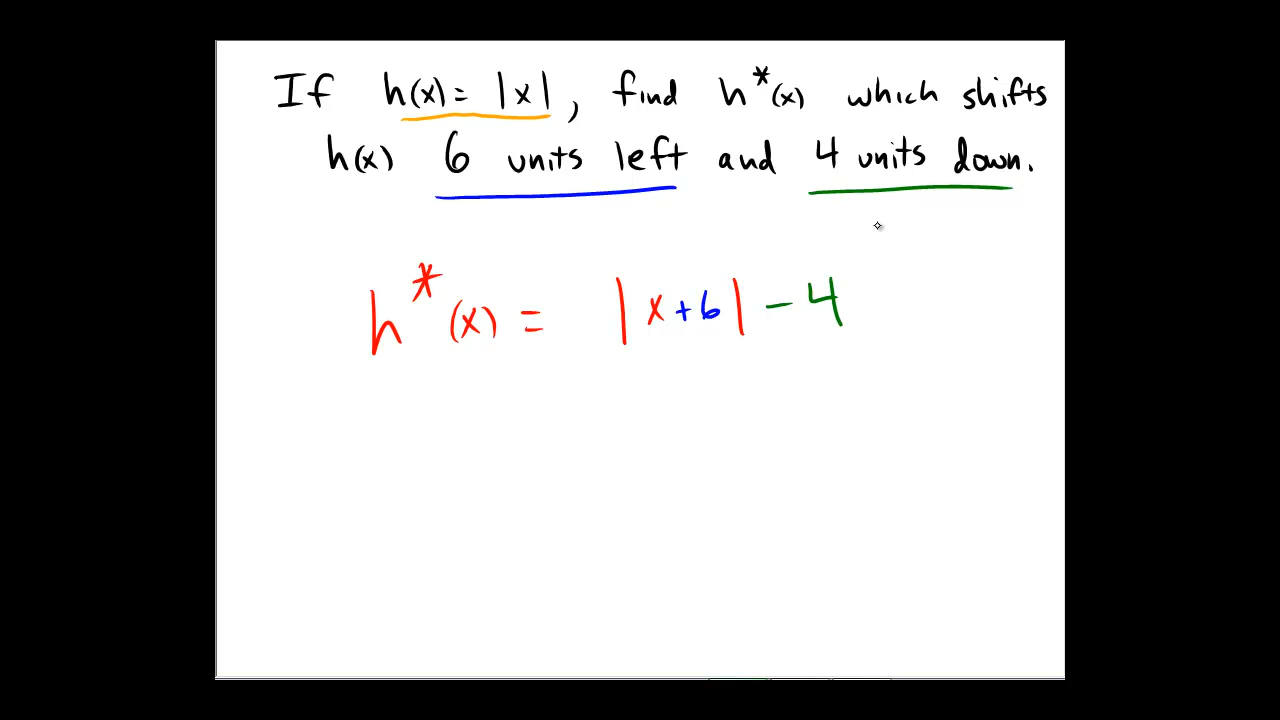 If h(x) = |x|, find h*(x) which shifts
h(x) 6 units left and 4 units down.
h*(x) = |x+6| - 4